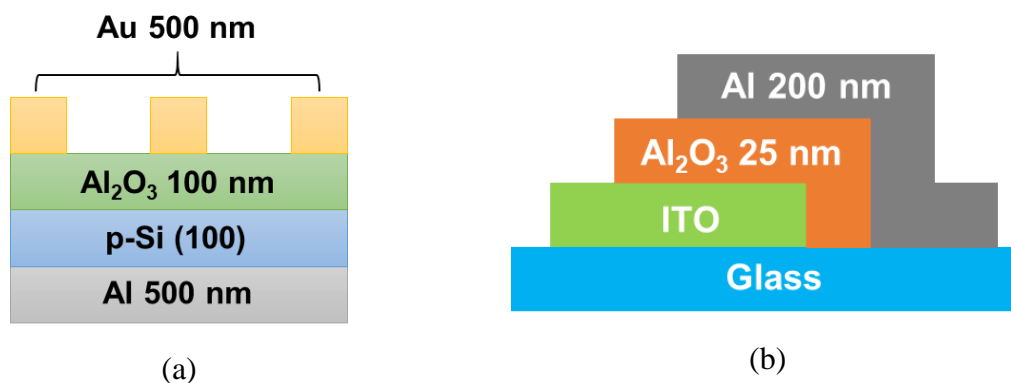 Au 500 nm
Al₂O₃ 100 nm
p-Si (100)
Al 500 nm
(a)
Al 200 nm
Al₂O₃ 25 nm
ITO
Glass
(b)